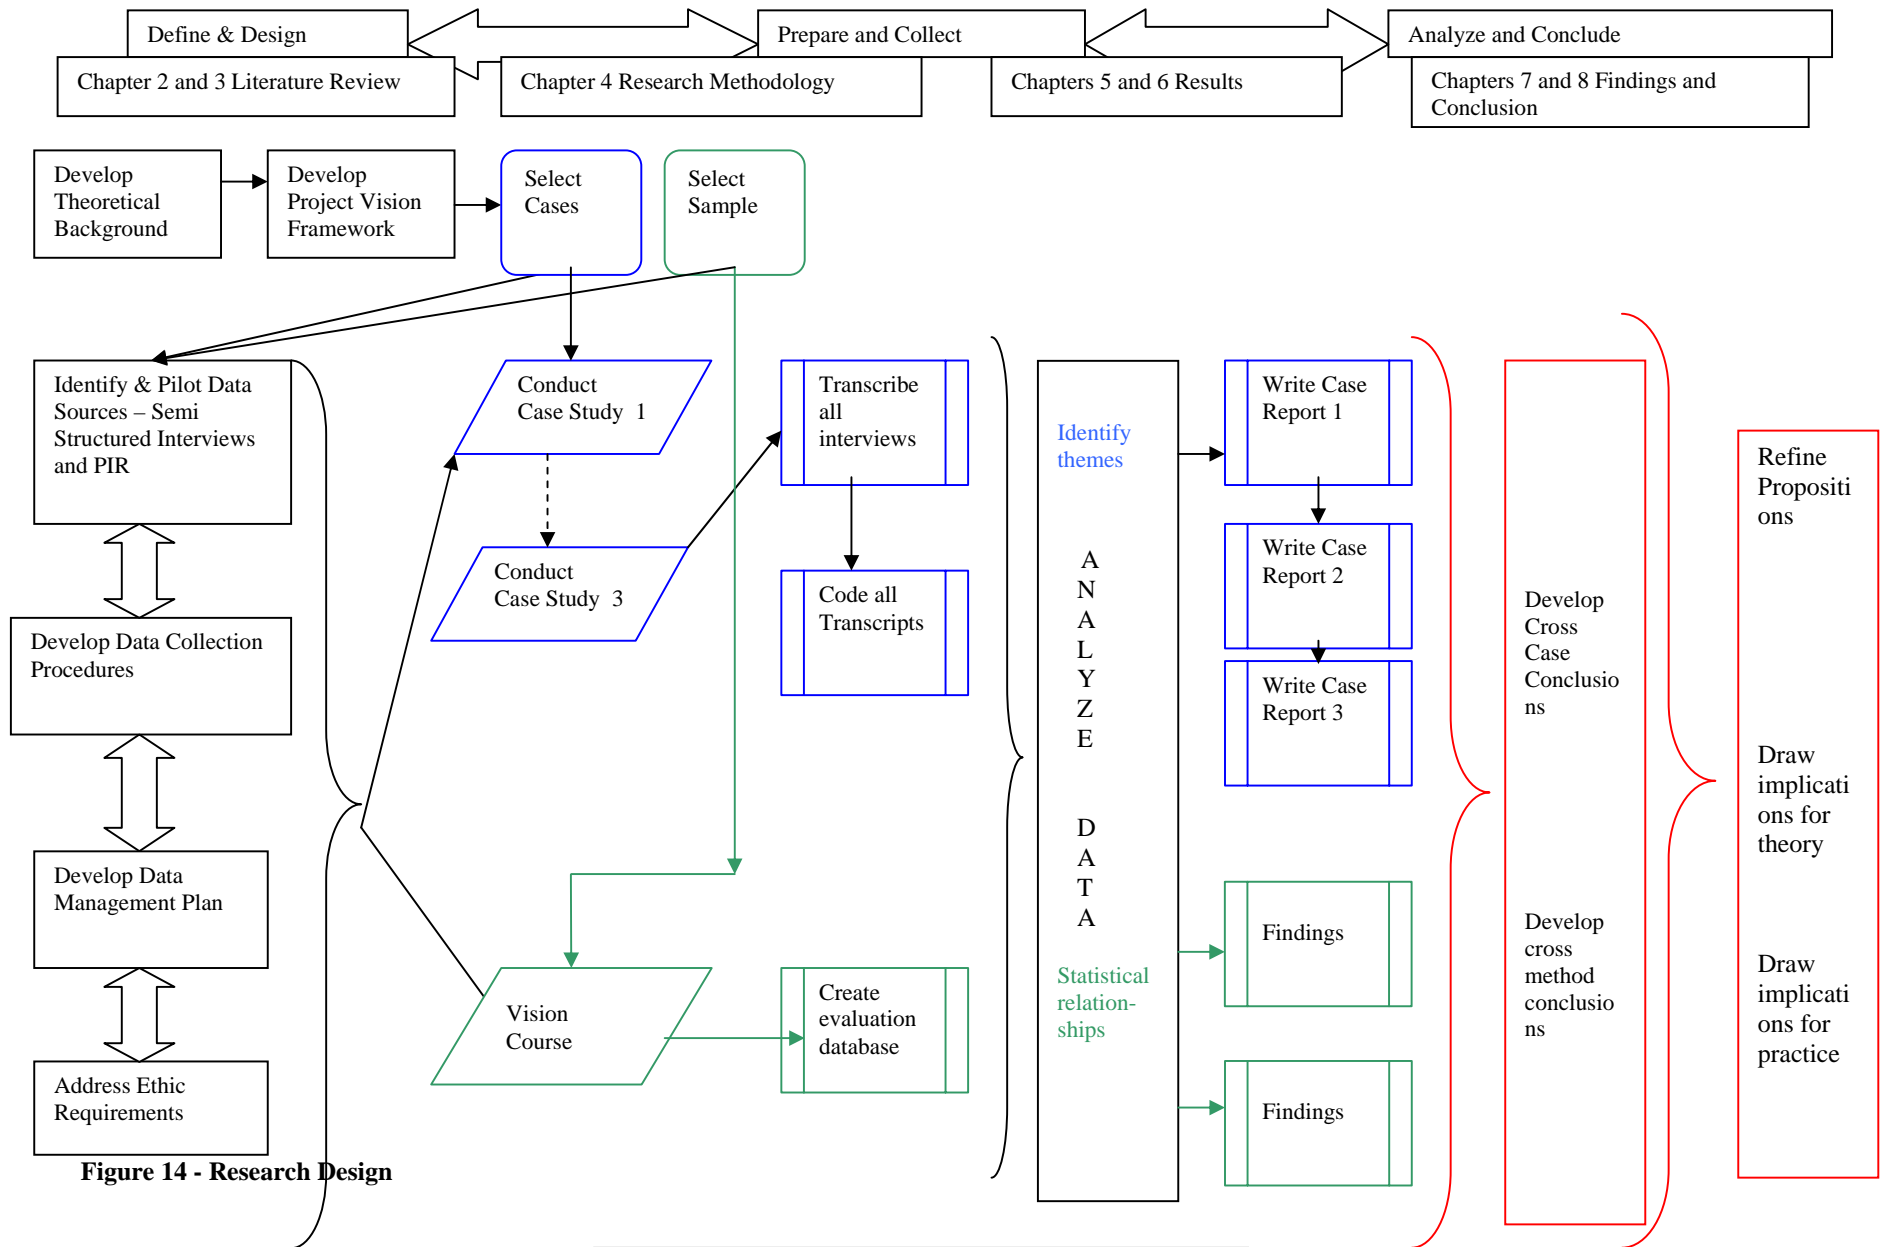 Define & Design
Prepare and Collect
Analyze and Conclude
Chapter 2 and 3 Literature Review
Chapter 4 Research Methodology
Chapters 5 and 6 Results
Chapters 7 and 8 Findings and
Conclusion
Develop
Theoretical
Background
Develop
Project Vision
Framework
Select
Cases
Select
Sample
Identify & Pilot Data
Sources – Semi
Structured Interviews
and PIR
Develop Data Collection
Procedures
Develop Data
Management Plan
Address Ethic
Requirements
Conduct
Case Study 1
Conduct
Case Study 3
Vision
Course
Transcribe
all
interviews
Code all
Transcripts
Create
evaluation
database
Identify
themes
A
N
A
L
Y
Z
E
D
A
T
A
Statistical
relation-
ships
Write Case
Report 1
Write Case
Report 2
Write Case
Report 3
Findings
Findings
Develop
Cross
Case
Conclusio
ns
Develop
cross
method
conclusio
ns
Refine
Propositi
ons
Draw
implicati
ons for
theory
Draw
implicati
ons for
practice
Figure 14 - Research Design